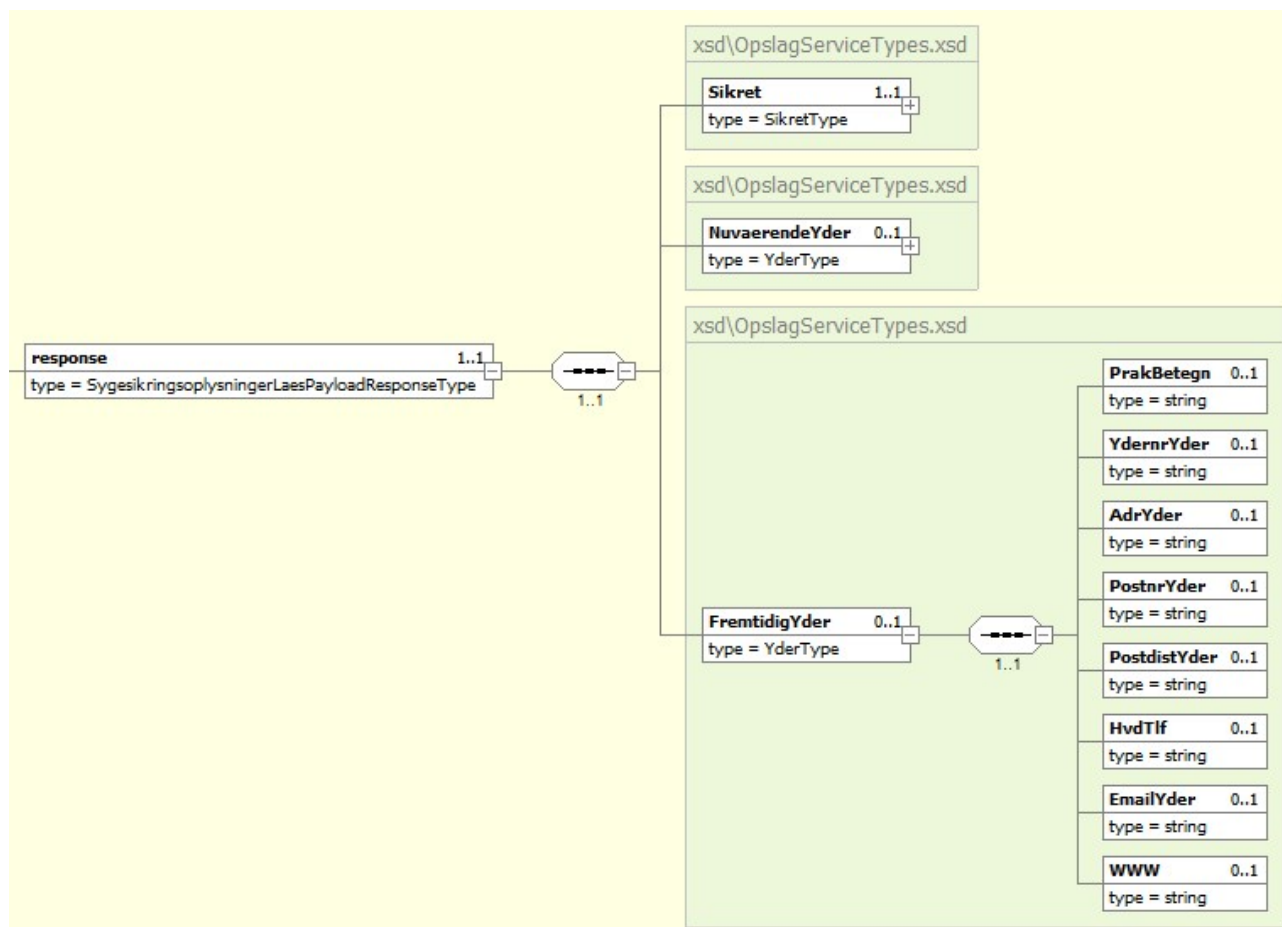 xsd\OpslagServiceTypes.xsd
Sikret 1..1
type = SikretType
xsd\OpslagServiceTypes.xsd
NuvaerendeYder 0..1
type = YderType
xsd\OpslagServiceTypes.xsd
response 1..1
type = SygesikringsoplysningerLaesPayloadResponseType
1..1
FremtidigYder 0..1
type = YderType
1..1
PrakBetegn 0..1
type = string
YdernrYder 0..1
type = string
AdrYder 0..1
type = string
PostnrYder 0..1
type = string
PostdistYder 0..1
type = string
HvdTlf 0..1
type = string
EmailYder 0..1
type = string
WWW 0..1
type = string